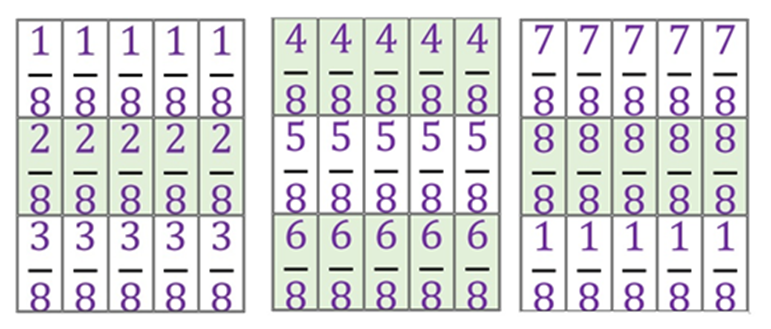 1/8 1/8 1/8 1/8 1/8
2/8 2/8 2/8 2/8 2/8
3/8 3/8 3/8 3/8 3/8
4/8 4/8 4/8 4/8 4/8
5/8 5/8 5/8 5/8 5/8
6/8 6/8 6/8 6/8 6/8
7/8 7/8 7/8 7/8 7/8
8/8 8/8 8/8 8/8 8/8
1/8 1/8 1/8 1/8 1/8